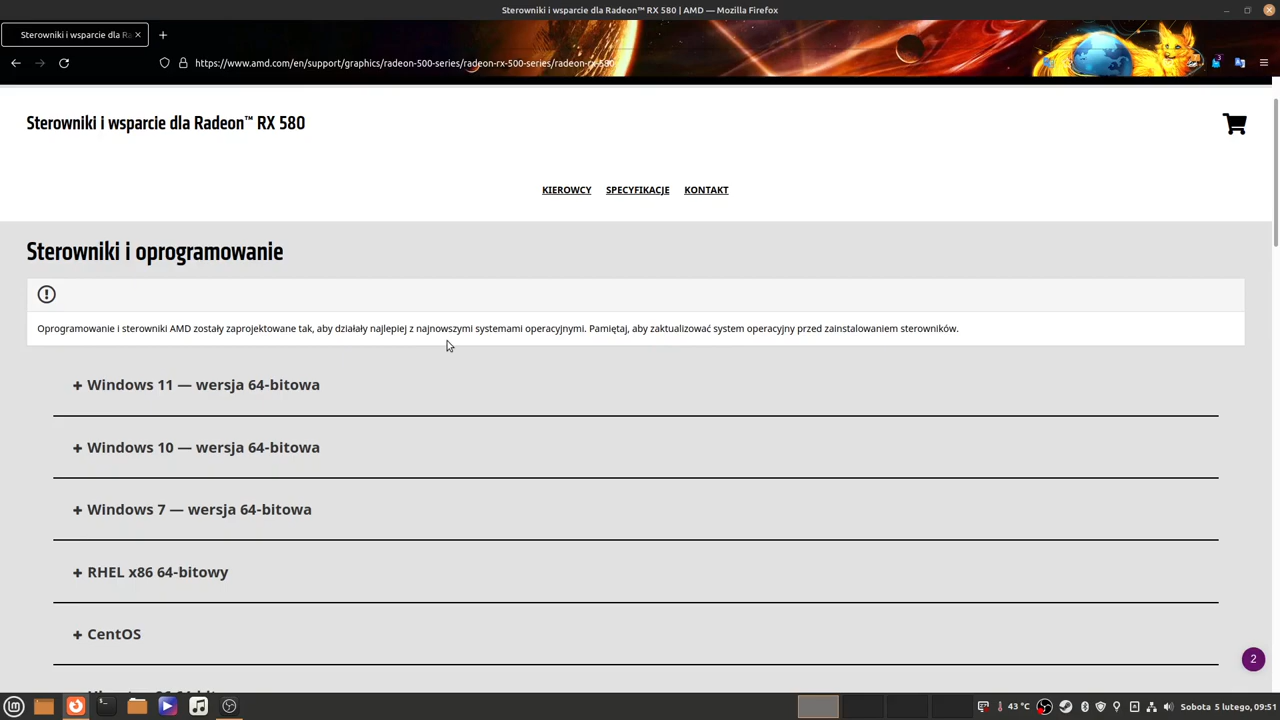 Sterowniki i wsparcie dla Radeon™ RX 580 | AMD — Mozilla Firefox
Sterowniki i wsparcie dla Ra
https://www.amd.com/en/support/graphics/radeon-500-series/radeon-rx-500-series/radeon-rx-580
3
Sterowniki i wsparcie dla Radeon™ RX 580
KIEROWCY SPECYFIKACJE KONTAKT
Sterowniki i oprogramowanie
Oprogramowanie i sterowniki AMD zostały zaprojektowane tak, aby działały najlepiej z najnowszymi systemami operacyjnymi. Pamiętaj, aby zaktualizować system operacyjny przed zainstalowaniem sterowników.
+ Windows 11 — wersja 64-bitowa
+ Windows 10 — wersja 64-bitowa
+ Windows 7 — wersja 64-bitowa
+ RHEL x86 64-bitowy
+ CentOS
2
43 °C
Sobota 5 lutego, 09:51